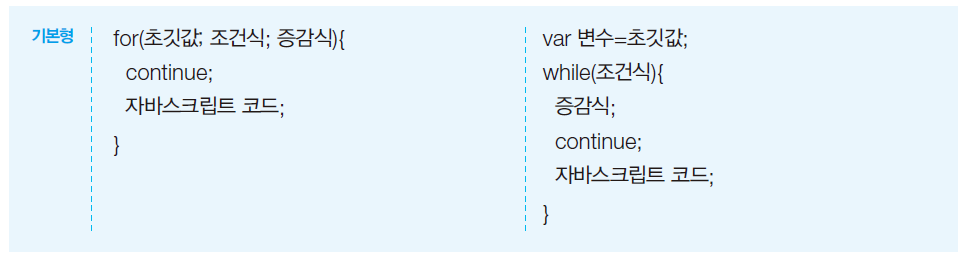 기본형
for(초깃값; 조건식; 증감식){
continue;
자바스크립트 코드;
}
var 변수=초깃값;
while(조건식){
증감식;
continue;
자바스크립트 코드;
}